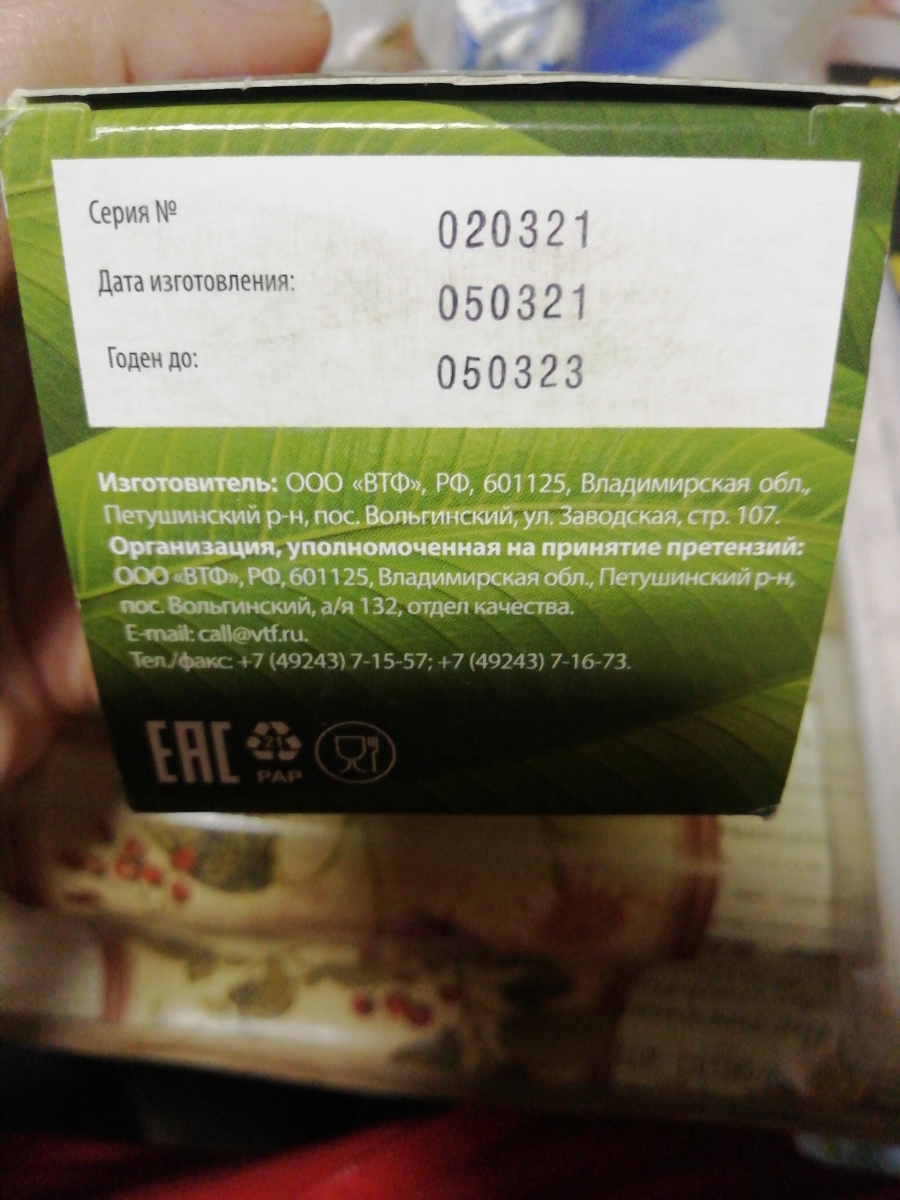 Серия № 020321
Дата изготовления: 050321
Годен до: 050323
Изготовитель: ООО «ВТФ», РФ, 601125, Владимирская обл.,
Петушинский р-н, пос. Вольгинский, ул. Заводская, стр. 107.
Организация, уполномоченная на принятие претензий:
ООО «ВТФ», РФ, 601125, Владимирская обл., Петушинский р-н,
пос. Вольгинский, а/я 132, отдел качества.
E-mail: call@vtf.ru.
Тел./факс: +7 (49243) 7-15-57; +7 (49243) 7-16-73.
EAC 21
PAP